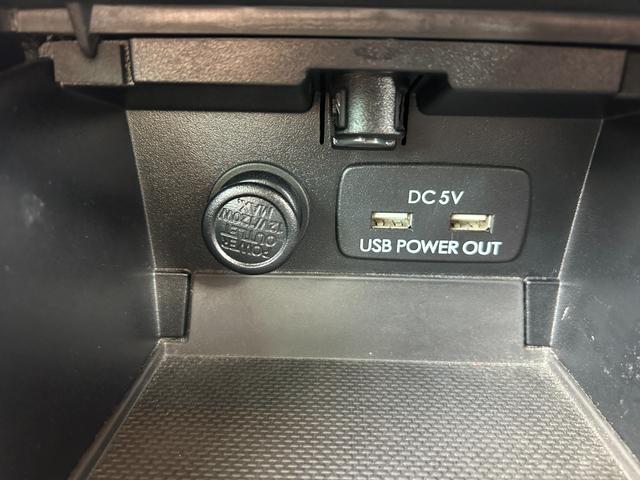 DC 5V
USB POWER OUT
POWER
OUTLET
12V/120W
MAX.